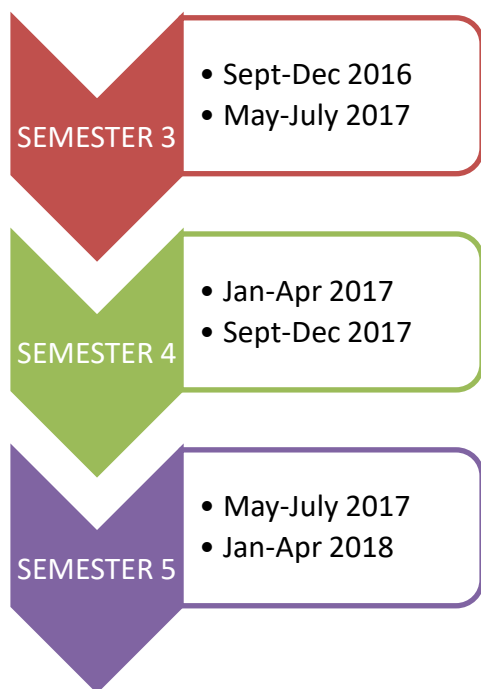 SEMESTER 3
• Sept-Dec 2016
• May-July 2017
SEMESTER 4
• Jan-Apr 2017
• Sept-Dec 2017
SEMESTER 5
• May-July 2017
• Jan-Apr 2018